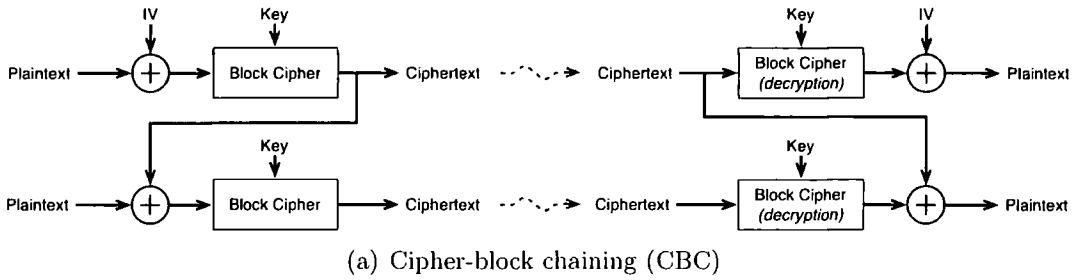 IV Key Key IV
Plaintext Block Cipher Ciphertext Ciphertext Block Cipher (decryption) Plaintext
Key Key
Plaintext Block Cipher Ciphertext Ciphertext Block Cipher (decryption) Plaintext
(a) Cipher-block chaining (CBC)